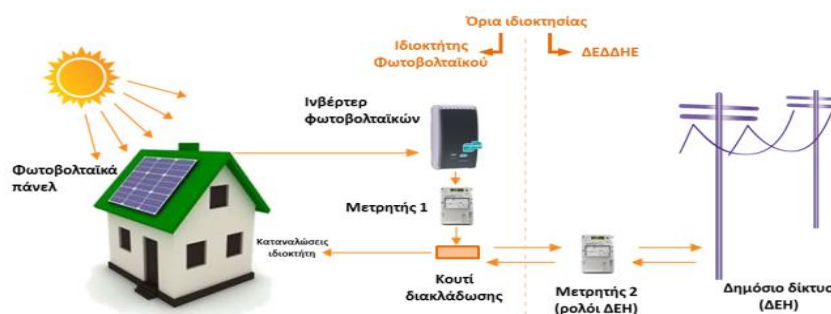 Όρια ιδιοκτησίας
Ιδιοκτήτης
Φωτοβολταϊκού
ΔΕΔΔΗΕ
Ινβέρτερ
φωτοβολταϊκών
Φωτοβολταϊκά
πάνελ
Μετρητής 1
Καταναλώσεις
ιδιοκτήτη
Κουτί
διακλάδωσης
Μετρητής 2
(ρολόι ΔΕΗ)
Δημόσιο δίκτυο
(ΔΕΗ)